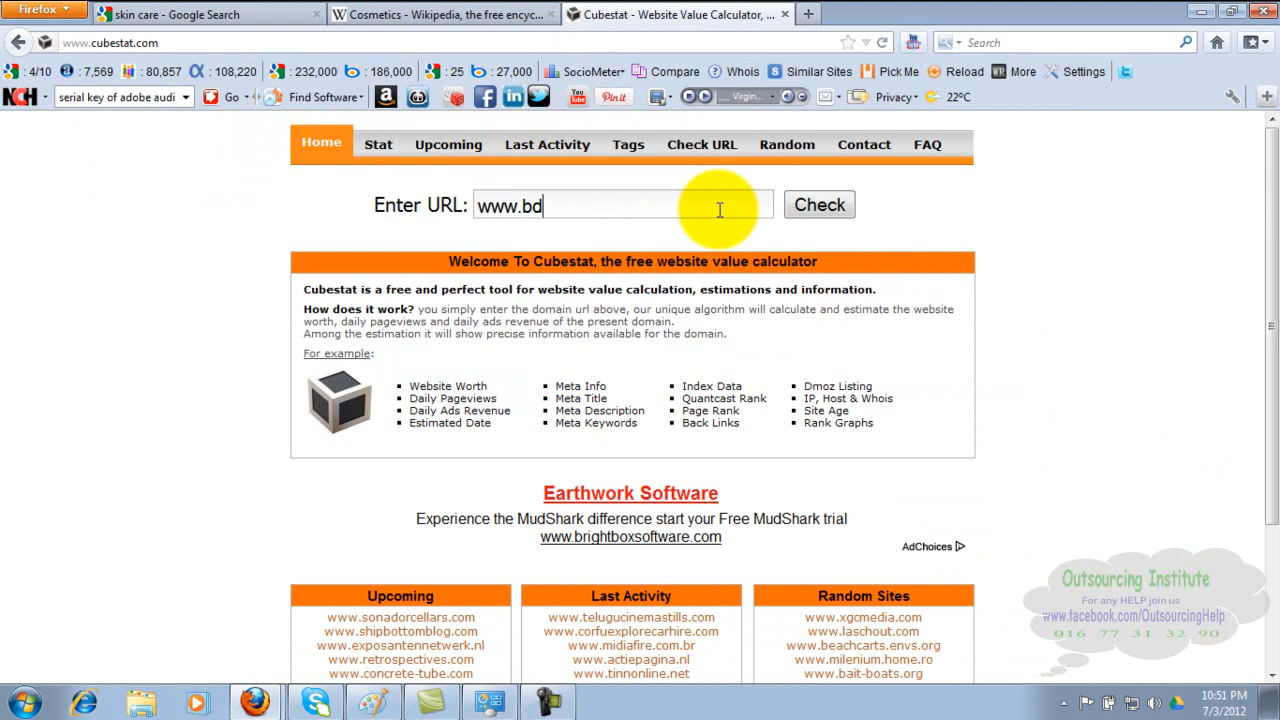 Firefox
skin care - Google Search
Cosmetics - Wikipedia, the free encyc...
Cubestat - Website Value Calculator, ...
www.cubestat.com
Search
: 4/10
: 7,569
: 80,857
: 108,220
: 232,000
: 186,000
: 25
: 27,000
SocioMeter
Compare
Whois
Similar Sites
Pick Me
Reload
More
Settings
NCH
serial key of adobe audi
Go
Find Software
Pin it
Virgin...
Privacy
22°C
Home
Stat
Upcoming
Last Activity
Tags
Check URL
Random
Contact
FAQ
Enter URL: www.bd
Check
Welcome To Cubestat, the free website value calculator
Cubestat is a free and perfect tool for website value calculation, estimations and information.
How does it work? you simply enter the domain url above, our unique algorithm will calculate and estimate the website
worth, daily pageviews and daily ads revenue of the present domain.
Among the estimation it will show precise information available for the domain.
For example:
Website Worth
Daily Pageviews
Daily Ads Revenue
Estimated Date
Meta Info
Meta Title
Meta Description
Meta Keywords
Index Data
Quantcast Rank
Page Rank
Back Links
Dmoz Listing
IP, Host & Whois
Site Age
Rank Graphs
Earthwork Software
Experience the MudShark difference start your Free MudShark trial
www.brightboxsoftware.com
AdChoices
Upcoming
www.sonadorcellars.com
www.shipbottomblog.com
www.exposantennetwerk.nl
www.retrospectives.com
www.concrete-tube.com
Last Activity
www.telugucinemastills.com
www.corfuexplorecarhire.com
www.midiafire.com.br
www.actiepagina.nl
www.tinnonline.net
Random Sites
www.xgcmedia.com
www.laschout.com
www.beachcarts.envs.org
www.milenium.home.ro
www.bait-boats.org
Outsourcing Institute
For any HELP join us
www.facebook.com/OutsourcingHelp
016 77 31 32 90
10:51 PM
7/3/2012